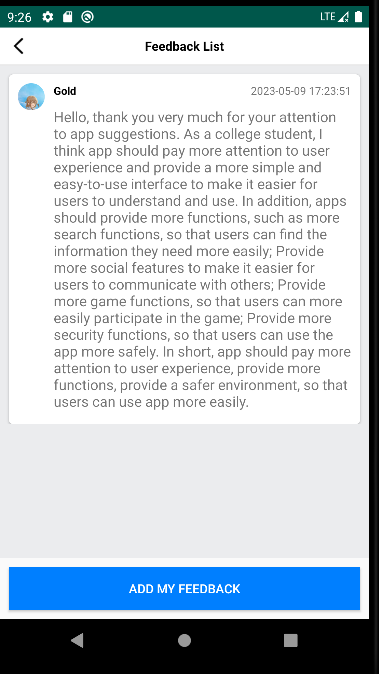 9:26
LTE
Feedback List
Gold
2023-05-09 17:23:51
Hello, thank you very much for your attention
to app suggestions. As a college student, I
think app should pay more attention to user
experience and provide a more simple and
easy-to-use interface to make it easier for
users to understand and use. In addition, apps
should provide more functions, such as more
search functions, so that users can find the
information they need more easily; Provide
more social features to make it easier for
users to communicate with others; Provide
more game functions, so that users can more
easily participate in the game; Provide more
security functions, so that users can use the
app more safely. In short, app should pay more
attention to user experience, provide more
functions, provide a safer environment, so that
users can use app more easily.
ADD MY FEEDBACK